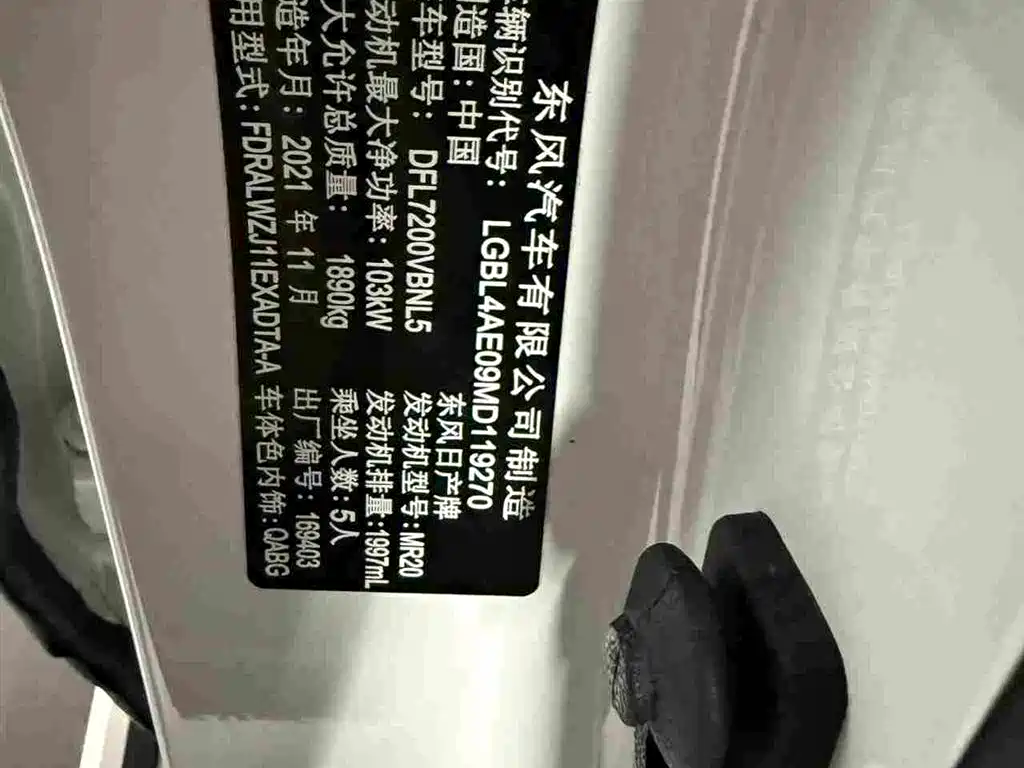 东风汽车有限公司制造
车辆识别代号: LGBL4AE09MD119270
制造国: 中国 东风日产牌
汽车型号: DFL7200VBNL5 发动机型号: MR20
动机最大净功率: 103kW 发动机排量: 1997mL
大允许总质量: 1890kg 乘坐人数: 5人
造年月: 2021 年 11 月 出厂编号: 169403
用型式: FDRALWZJ11EXADTA-A 车体色内饰: QABG